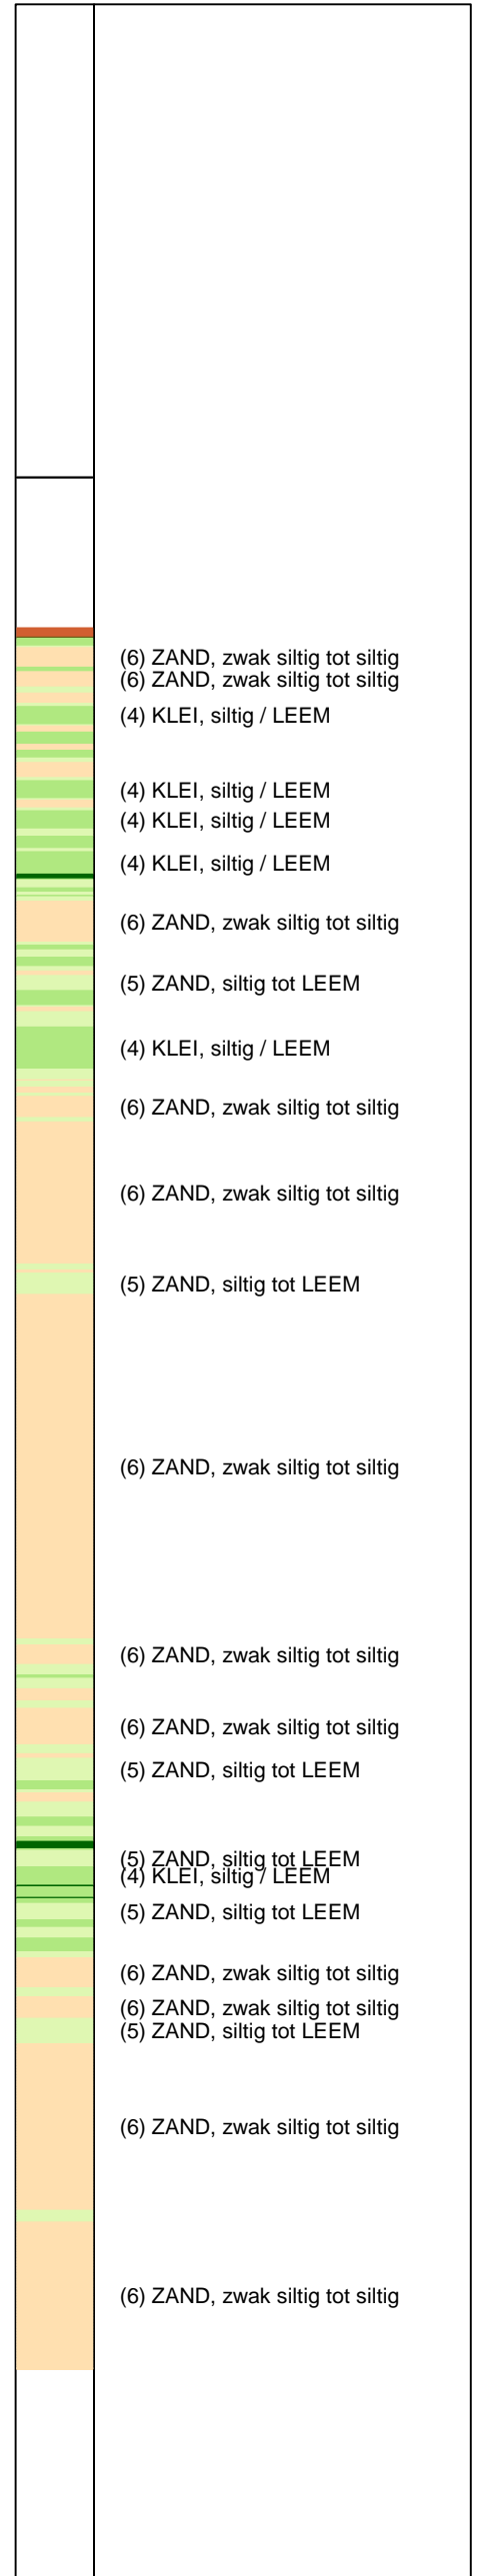 (6) ZAND, zwak siltig tot siltig
(6) ZAND, zwak siltig tot siltig
(4) KLEI, siltig / LEEM
(4) KLEI, siltig / LEEM
(4) KLEI, siltig / LEEM
(4) KLEI, siltig / LEEM
(6) ZAND, zwak siltig tot siltig
(5) ZAND, siltig tot LEEM
(4) KLEI, siltig / LEEM
(6) ZAND, zwak siltig tot siltig
(6) ZAND, zwak siltig tot siltig
(5) ZAND, siltig tot LEEM
(6) ZAND, zwak siltig tot siltig
(6) ZAND, zwak siltig tot siltig
(6) ZAND, zwak siltig tot siltig
(5) ZAND, siltig tot LEEM
(5) ZAND, siltig tot LEEM
(4) KLEI, siltig / LEEM
(5) ZAND, siltig tot LEEM
(6) ZAND, zwak siltig tot siltig
(6) ZAND, zwak siltig tot siltig
(5) ZAND, siltig tot LEEM
(6) ZAND, zwak siltig tot siltig
(6) ZAND, zwak siltig tot siltig